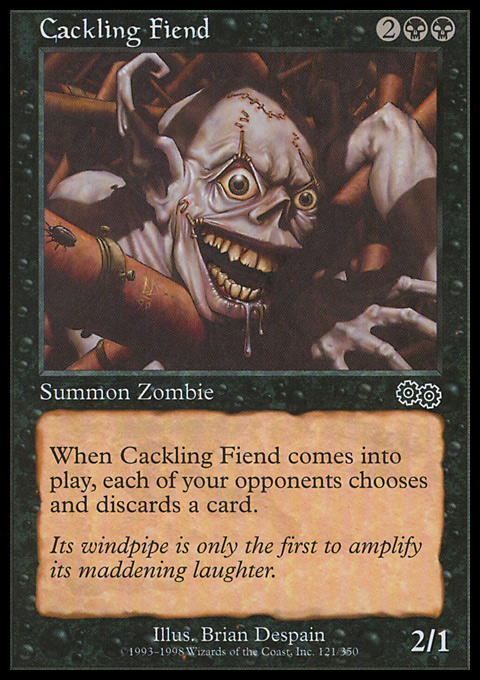 Cackling Fiend 2
Summon Zombie
When Cackling Fiend comes into
play, each of your opponents chooses
and discards a card.
Its windpipe is only the first to amplify
its maddening laughter.
Illus. Brian Despain
©1993-1998 Wizards of the Coast, Inc. 121/350
2/1